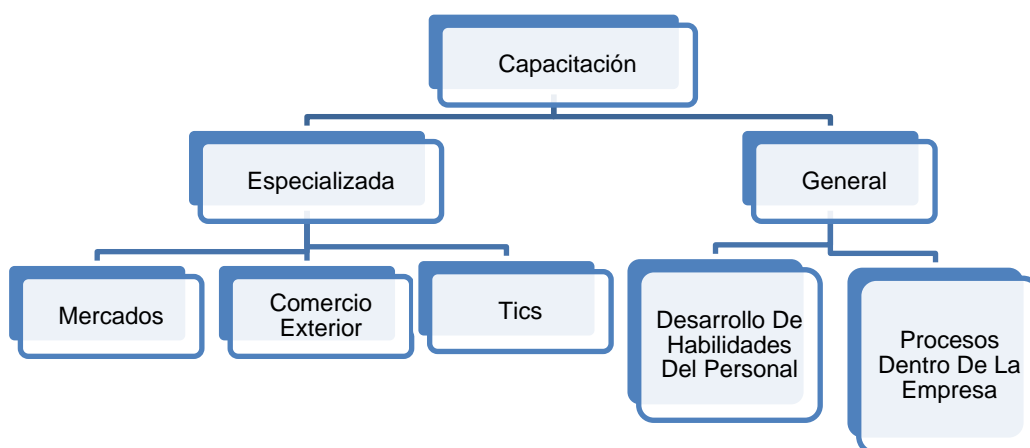 Capacitación
Especializada
General
Mercados
Comercio
Exterior
Tics
Desarrollo De
Habilidades
Del Personal
Procesos
Dentro De La
Empresa